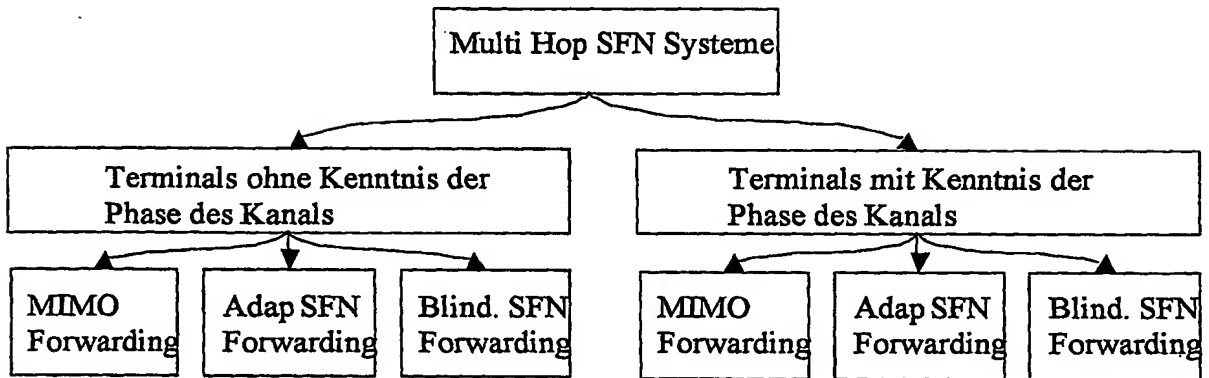 Multi Hop SFN Systeme
Terminals ohne Kenntnis der
Phase des Kanals
Terminals mit Kenntnis der
Phase des Kanals
MIMO
Forwarding
Adap SFN
Forwarding
Blind. SFN
Forwarding
MIMO
Forwarding
Adap SFN
Forwarding
Blind. SFN
Forwarding